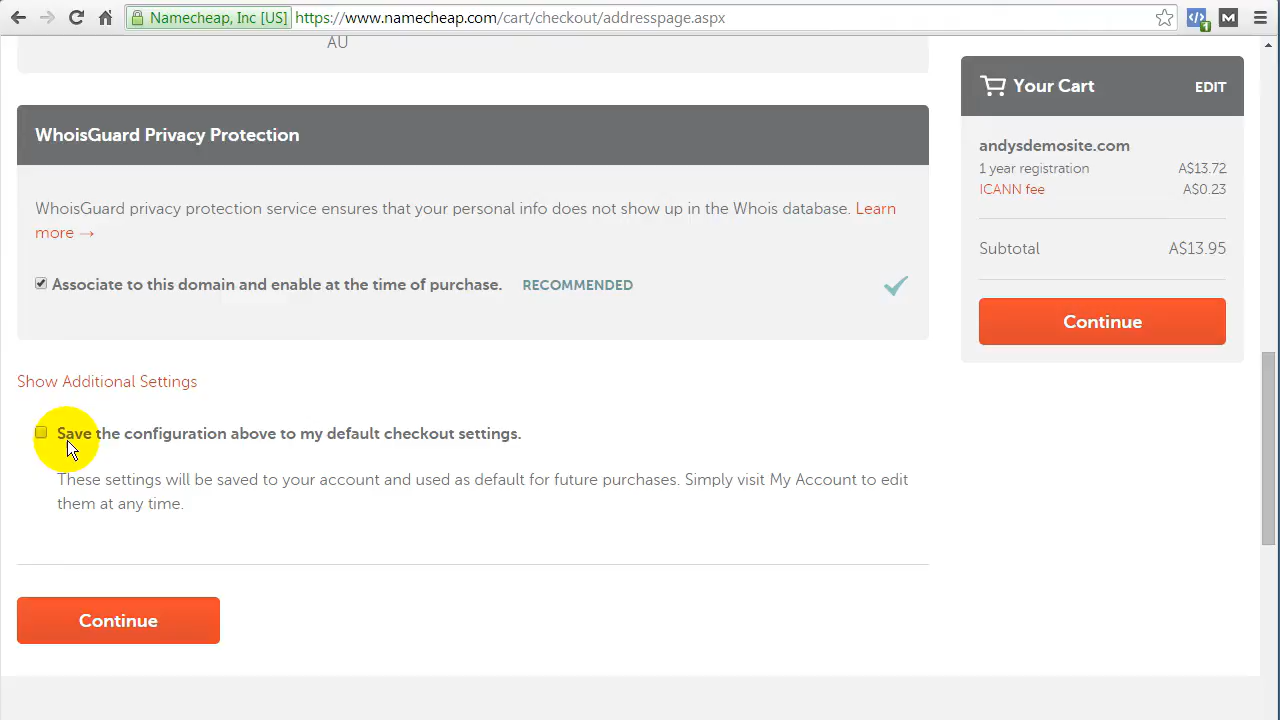 Namecheap, Inc [US] https://www.namecheap.com/cart/checkout/addresspage.aspx
1
AU
WhoisGuard Privacy Protection
WhoisGuard privacy protection service ensures that your personal info does not show up in the Whois database. Learn
more →
Associate to this domain and enable at the time of purchase. RECOMMENDED
Show Additional Settings
Save the configuration above to my default checkout settings.
These settings will be saved to your account and used as default for future purchases. Simply visit My Account to edit
them at any time.
Continue
Your Cart EDIT
andysdemosite.com
1 year registration A$13.72
ICANN fee A$0.23
Subtotal A$13.95
Continue